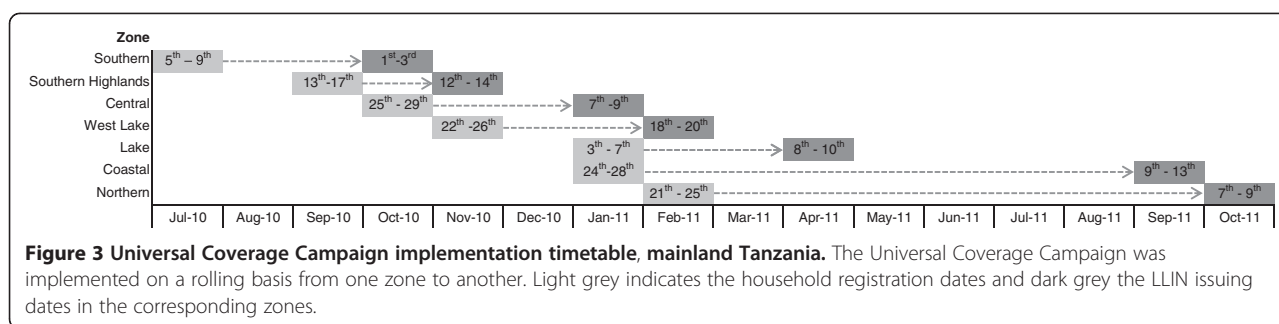 Zone
Southern 5th – 9th 1st-3rd
Southern Highlands 13th-17th 12th - 14th
Central 25th - 29th 7th -9th
West Lake 22th -26th 18th - 20th
Lake 3th - 7th 8th - 10th
Coastal 24th-28th 9th - 13th
Northern 21th - 25th 7th - 9th
Jul-10 Aug-10 Sep-10 Oct-10 Nov-10 Dec-10 Jan-11 Feb-11 Mar-11 Apr-11 May-11 Jun-11 Jul-11 Aug-11 Sep-11 Oct-11
Figure 3 Universal Coverage Campaign implementation timetable, mainland Tanzania. The Universal Coverage Campaign was
implemented on a rolling basis from one zone to another. Light grey indicates the household registration dates and dark grey the LLIN issuing
dates in the corresponding zones.